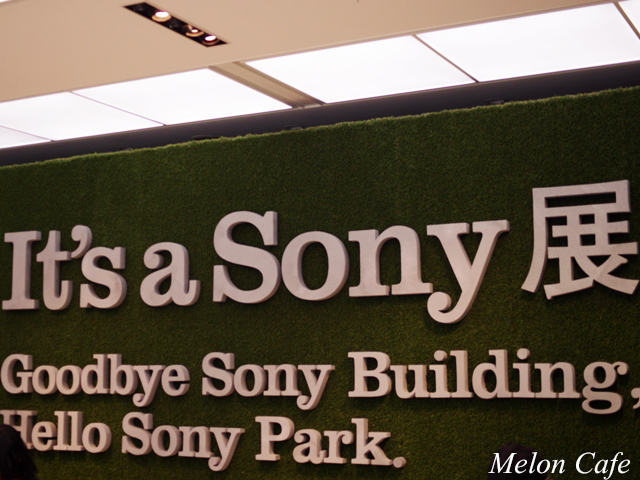 It's a Sony 展
Goodbye Sony Building,
Hello Sony Park.
Melon Cafe